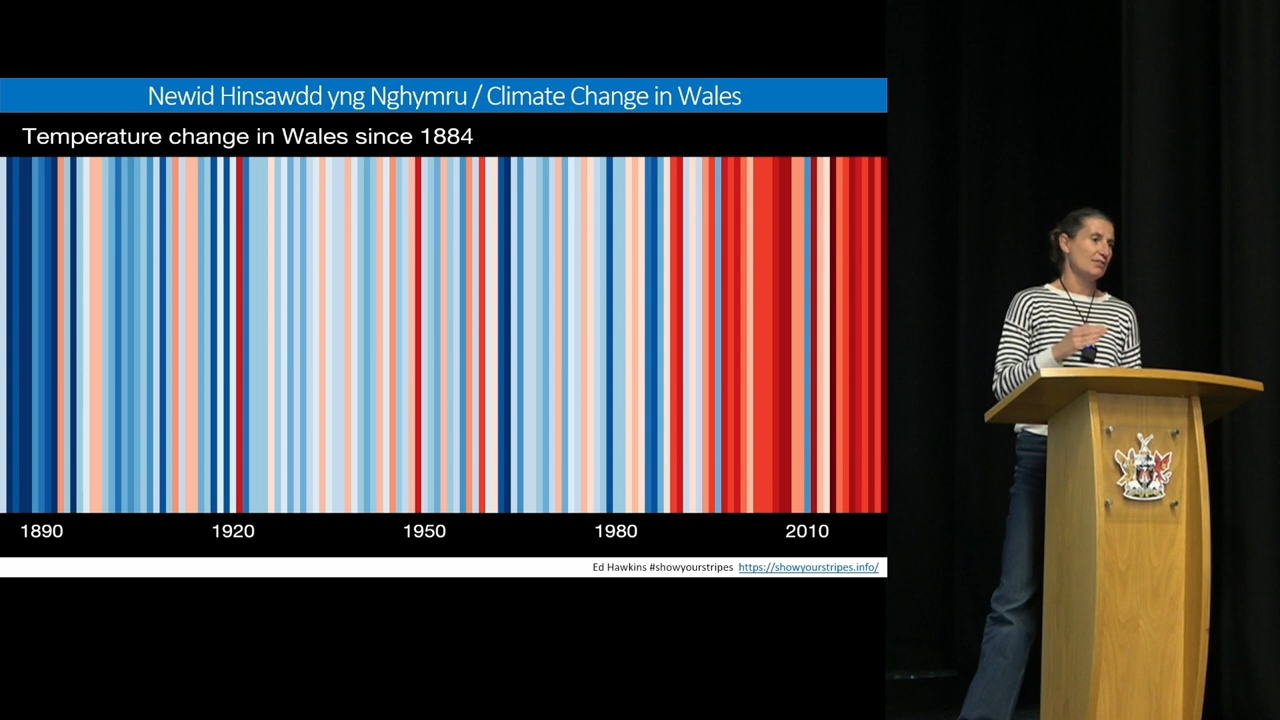 Newid Hinsawdd yng Nghymru / Climate Change in Wales
Temperature change in Wales since 1884
1890 1920 1950 1980 2010
Ed Hawkins #showyourstripes https://showyourstripes.info/